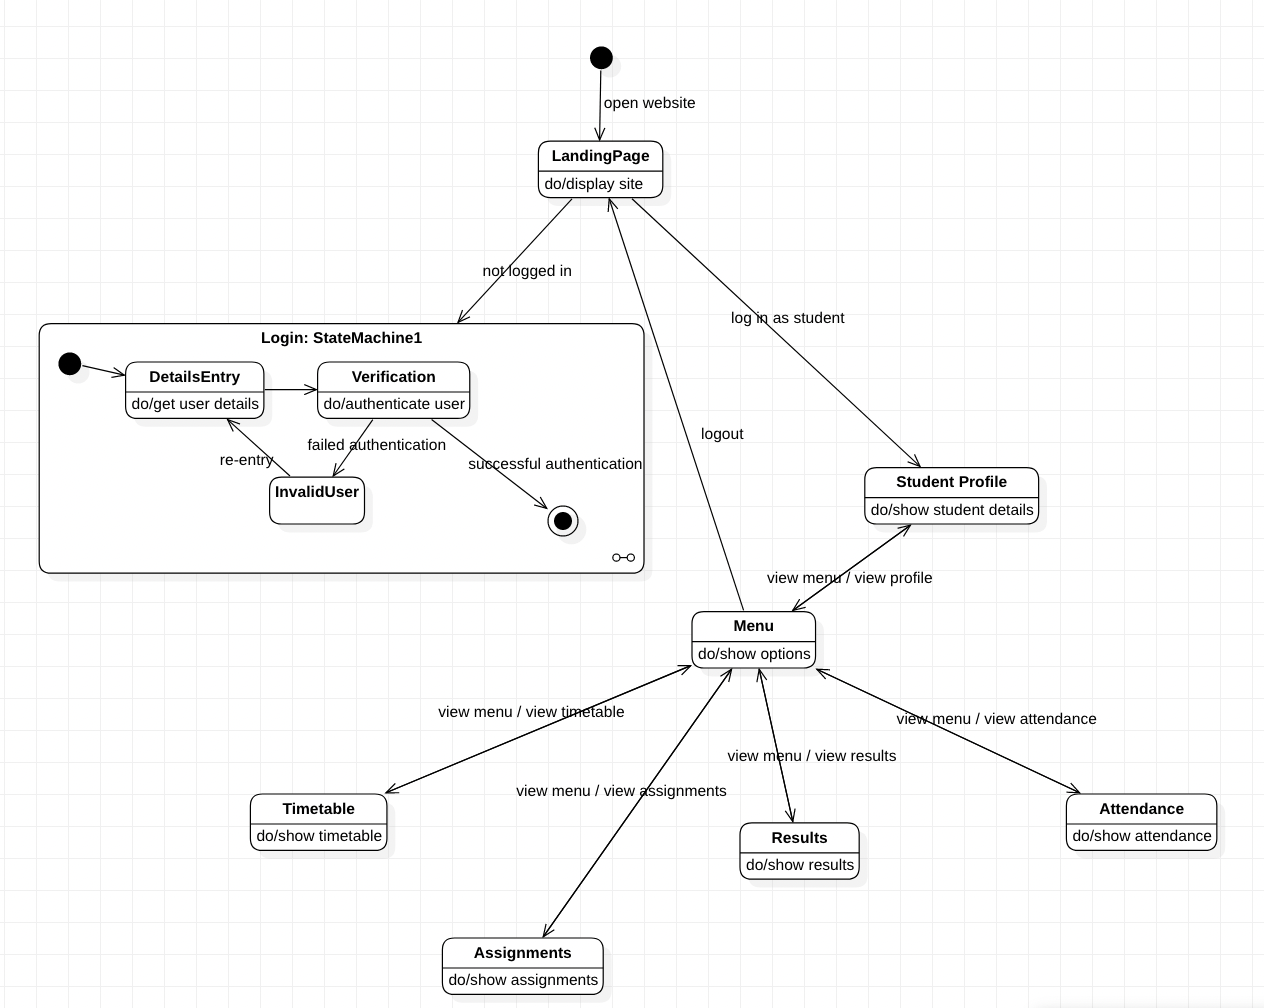 open website
LandingPage
do/display site
not logged in
log in as student
Login: StateMachine1
DetailsEntry
do/get user details
Verification
do/authenticate user
failed authentication
re-entry
successful authentication
InvalidUser
logout
Student Profile
do/show student details
view menu / view profile
Menu
do/show options
view menu / view timetable
view menu / view attendance
view menu / view results
view menu / view assignments
Timetable
do/show timetable
Results
do/show results
Attendance
do/show attendance
Assignments
do/show assignments